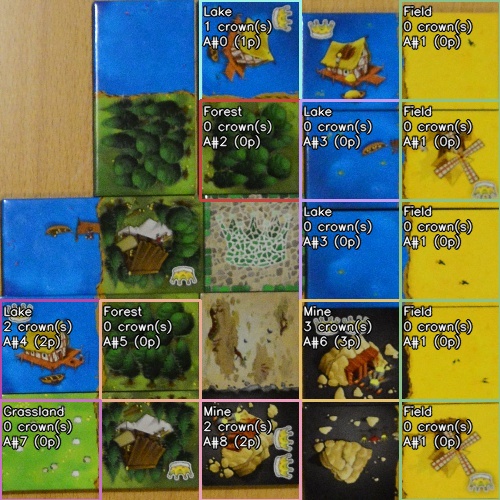 Lake
1 crown(s)
A#0 (1p)
Field
0 crown(s)
A#1 (0p)
Forest
0 crown(s)
A#2 (0p)
Lake
0 crown(s)
A#3 (0p)
Field
0 crown(s)
A#1 (0p)
Lake
0 crown(s)
A#3 (0p)
Field
0 crown(s)
A#1 (0p)
Lake
2 crown(s)
A#4 (2p)
Forest
0 crown(s)
A#5 (0p)
Mine
3 crown(s)
A#6 (3p)
Field
0 crown(s)
A#1 (0p)
Grassland
0 crown(s)
A#7 (0p)
Mine
2 crown(s)
A#8 (2p)
Field
0 crown(s)
A#1 (0p)